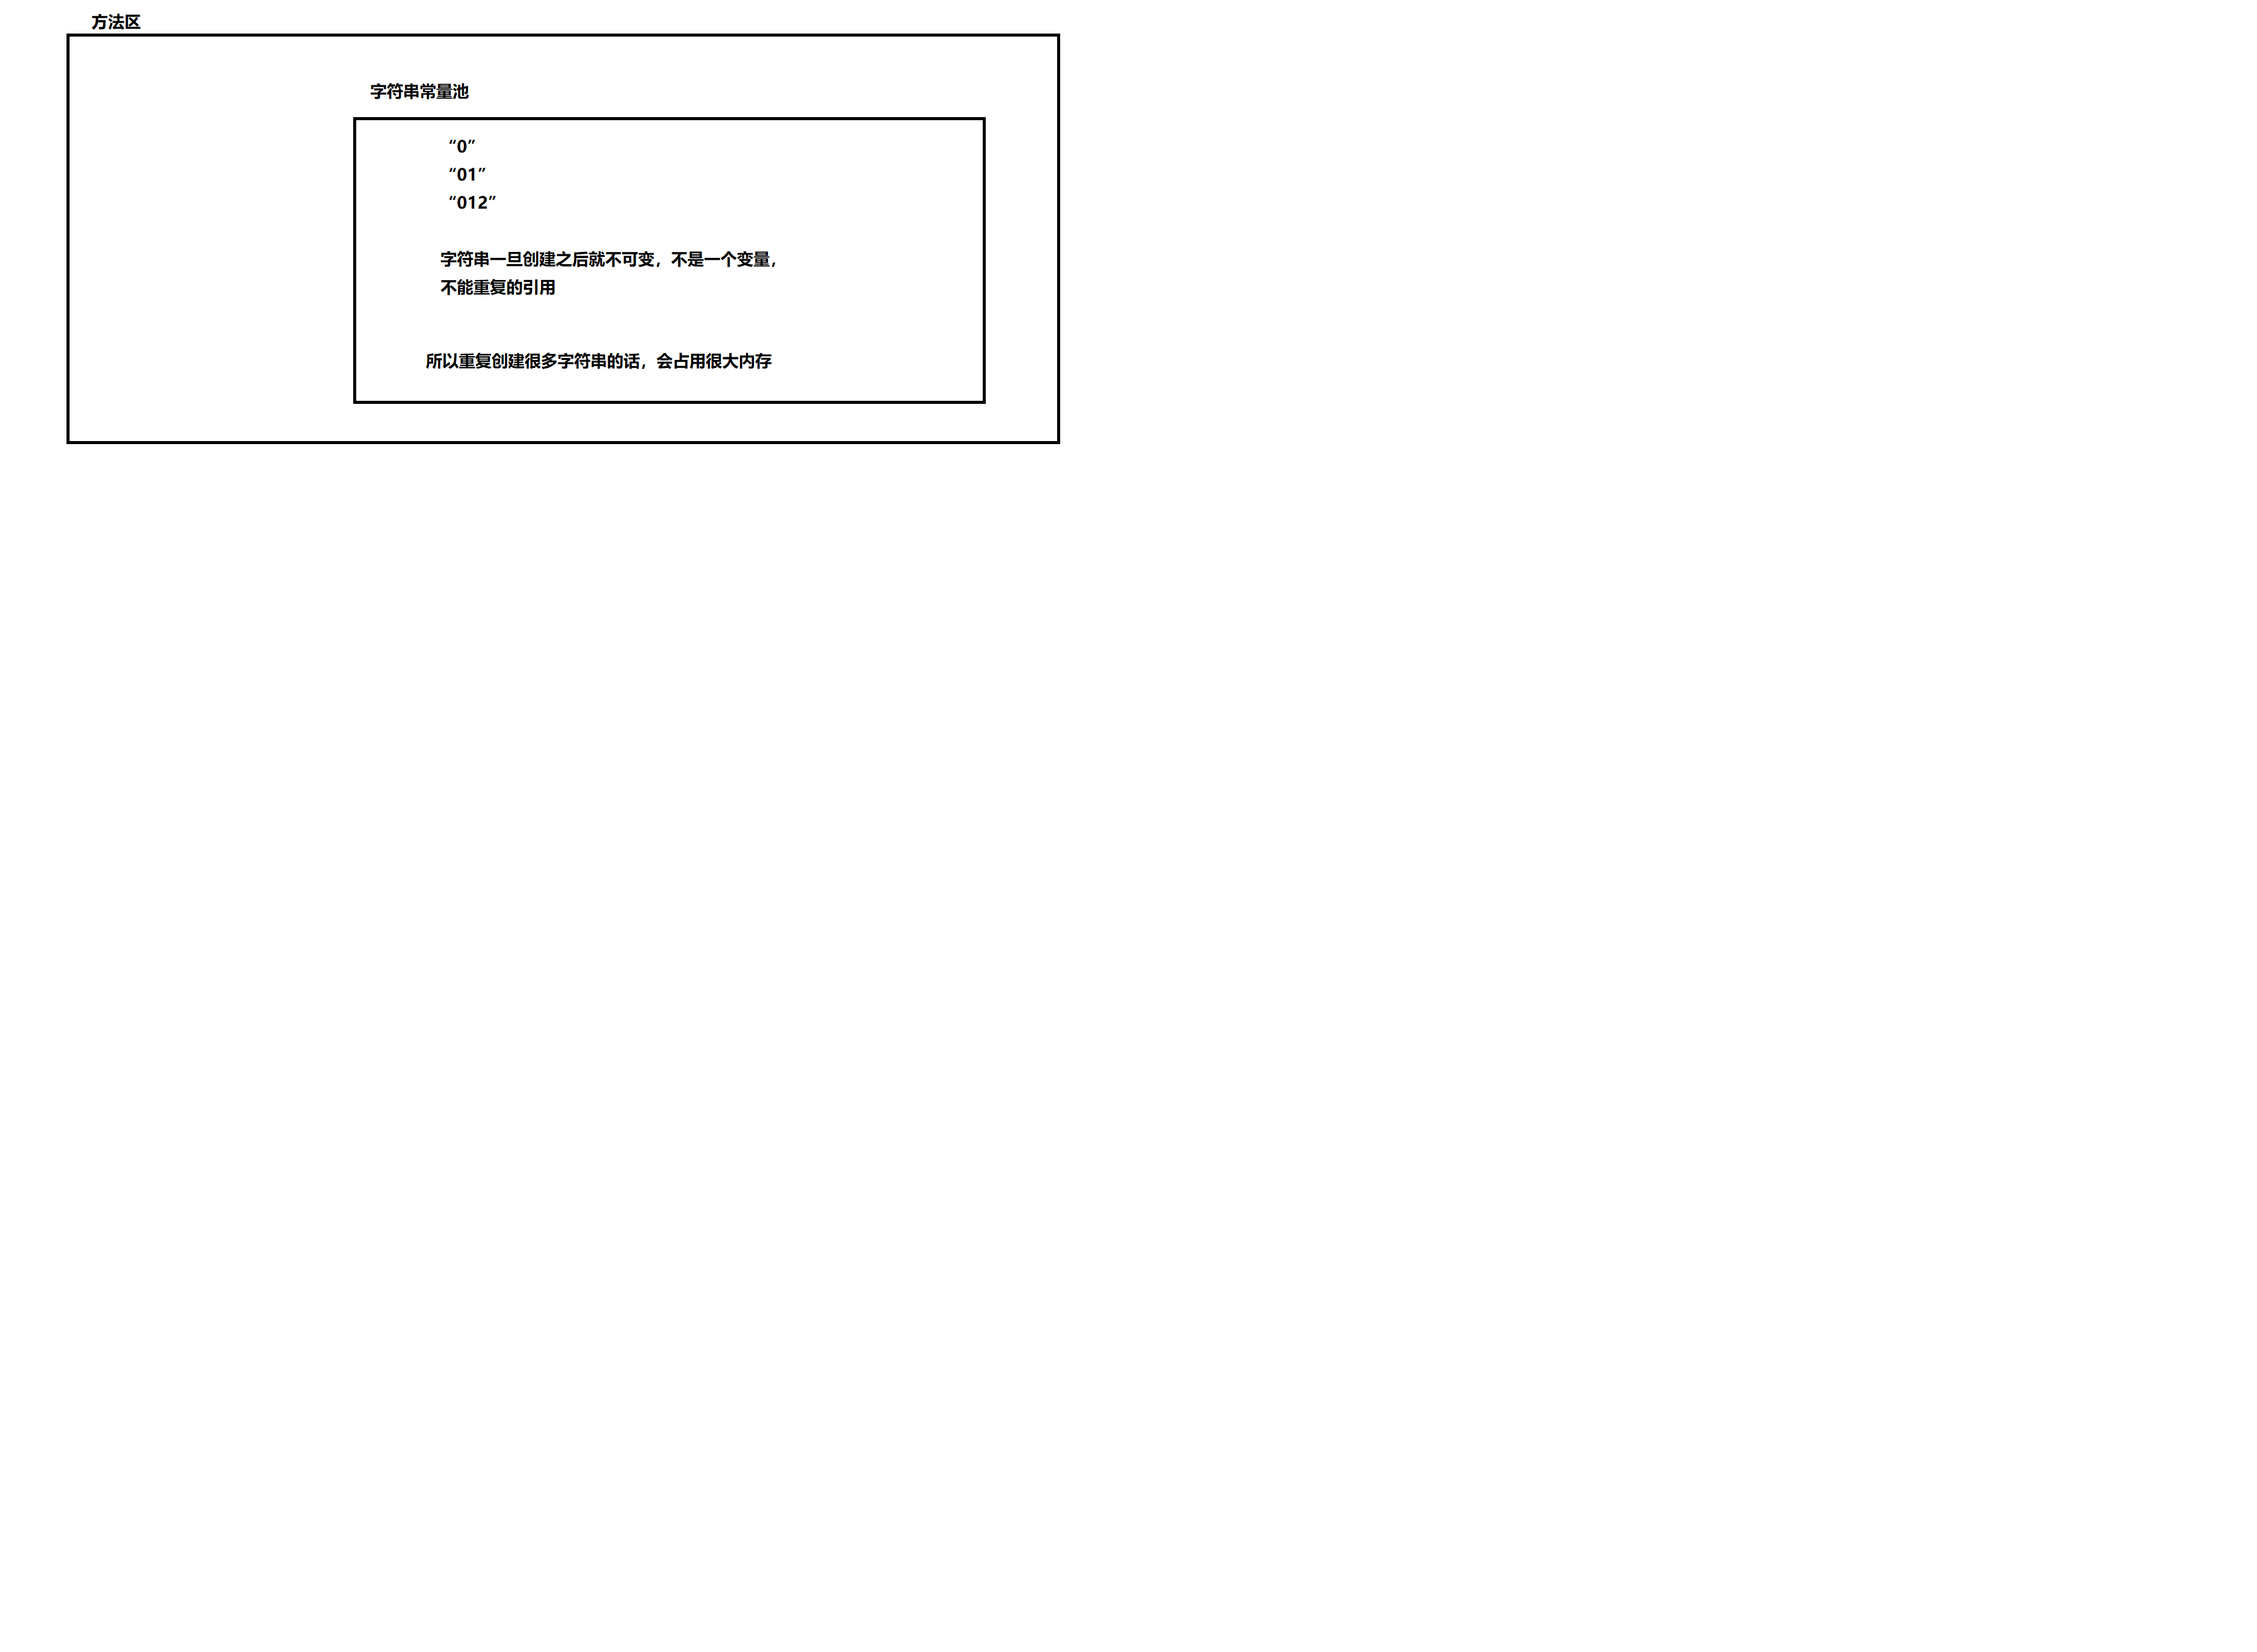 方法区
字符串常量池
“0”
“01”
“012”
字符串一旦创建之后就不可变，不是一个变量，
不能重复的引用
所以重复创建很多字符串的话，会占用很大内存